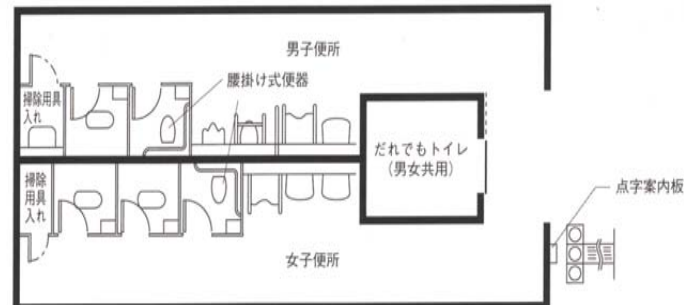 男子便所
腰掛け式便器
掃除用具
入れ
だれでもトイレ
(男女共用)
掃除
用具
入れ
点字案内板
女子便所